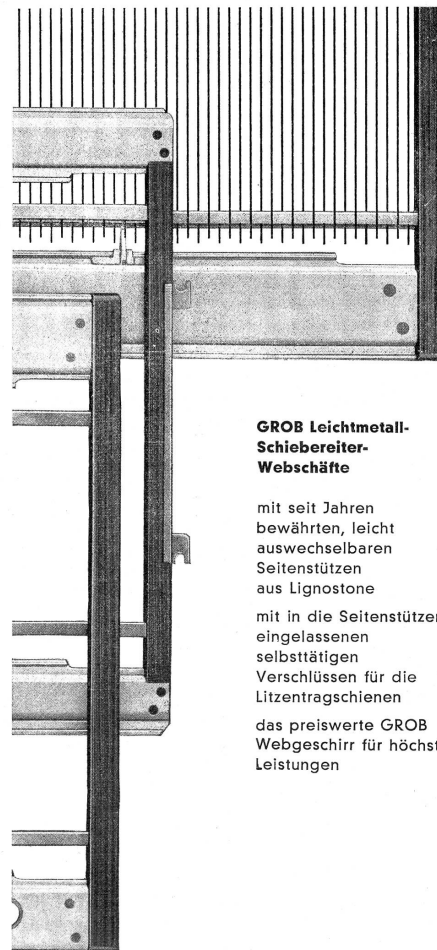 GROB Leichtmetall-
Schiebereiter-
Webschäfte
mit seit Jahren
bewährten, leicht
auswechselbaren
Seitenstützen
aus Lignostone
mit in die Seitenstützen
eingelassenen
selbsttätigen
Verschlüssen für die
Litzentragschienen
das preiswerte GROB
Webgeschirr für höchst
Leistungen